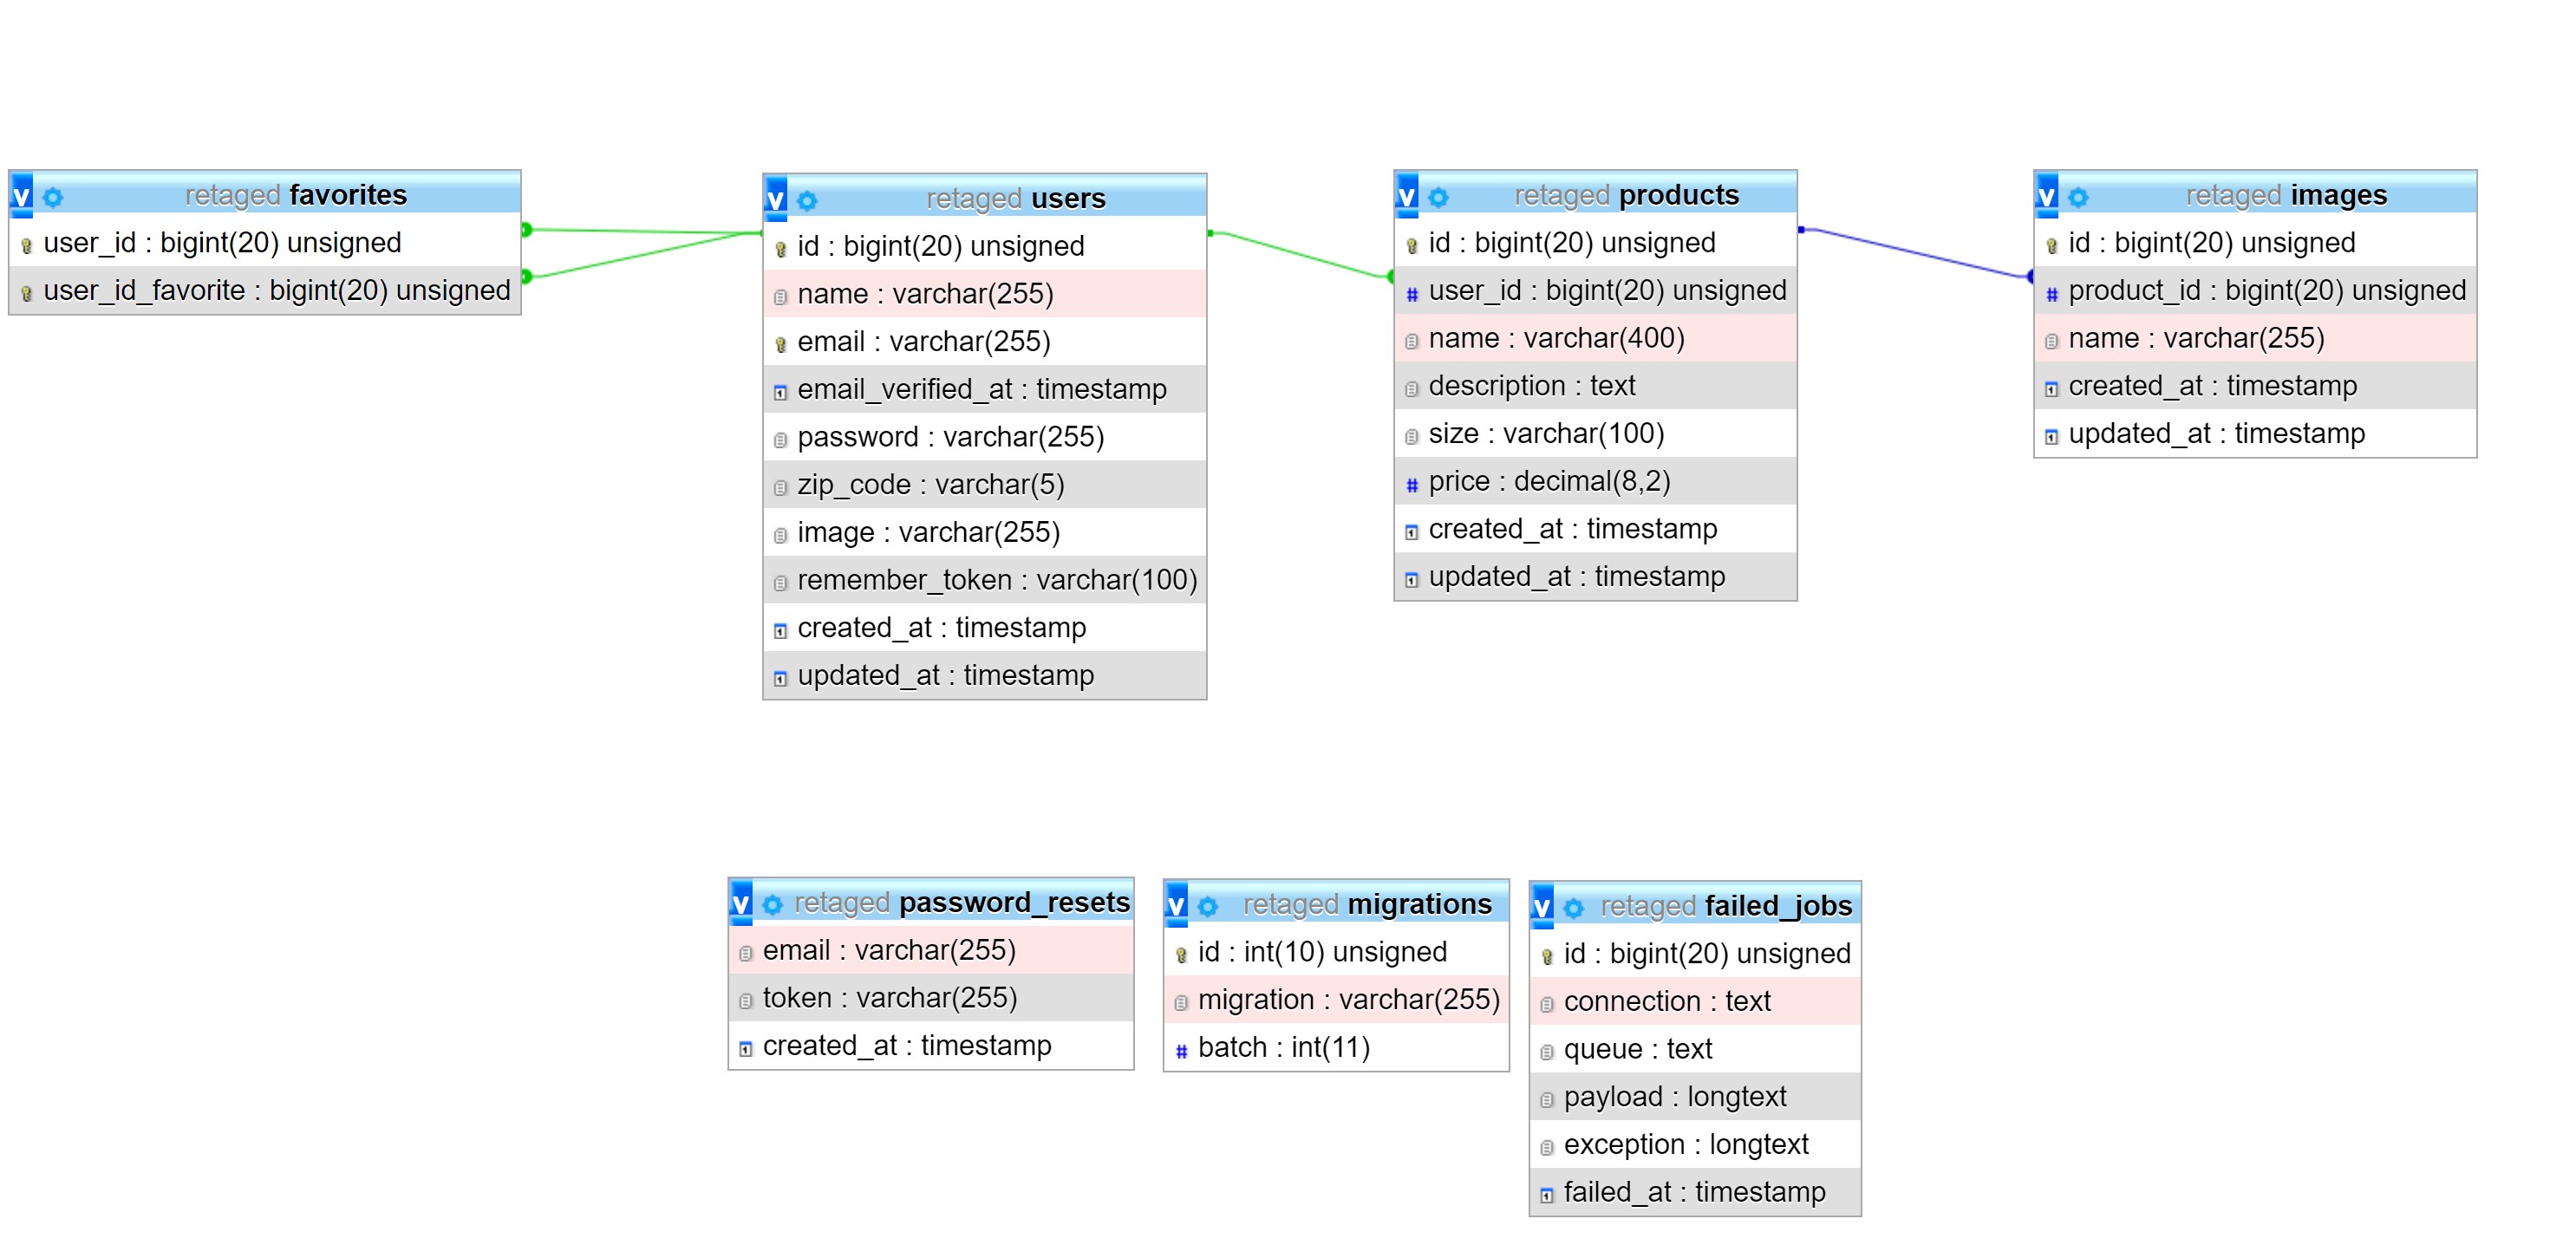 retaged favorites
user_id : bigint(20) unsigned
user_id_favorite : bigint(20) unsigned
retaged users
id : bigint(20) unsigned
name : varchar(255)
email : varchar(255)
email_verified_at : timestamp
password : varchar(255)
zip_code : varchar(5)
image : varchar(255)
remember_token : varchar(100)
created_at : timestamp
updated_at : timestamp
retaged products
id : bigint(20) unsigned
user_id : bigint(20) unsigned
name : varchar(400)
description : text
size : varchar(100)
price : decimal(8,2)
created_at : timestamp
updated_at : timestamp
retaged images
id : bigint(20) unsigned
product_id : bigint(20) unsigned
name : varchar(255)
created_at : timestamp
updated_at : timestamp
retaged password_resets
email : varchar(255)
token : varchar(255)
created_at : timestamp
retaged migrations
id : int(10) unsigned
migration : varchar(255)
batch : int(11)
retaged failed_jobs
id : bigint(20) unsigned
connection : text
queue : text
payload : longtext
exception : longtext
failed_at : timestamp